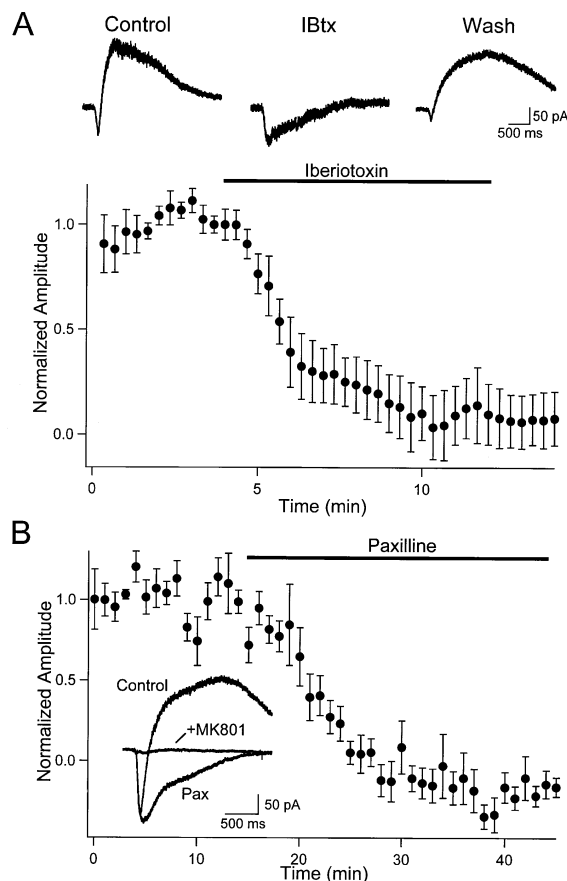 A
Control IBtx Wash
50 pA
500 ms
Iberiotoxin
1.0
0.5
0.0
Normalized Amplitude
0 5 10
Time (min)
B
Paxilline
1.0
0.5
0.0
Normalized Amplitude
Control
+MK801
Pax
50 pA
500 ms
0 10 20 30 40
Time (min)